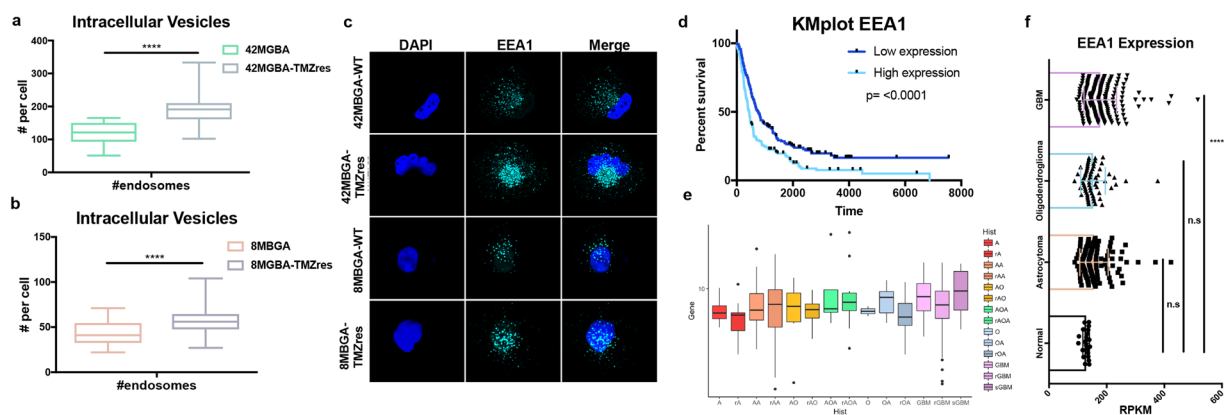 a
Intracellular Vesicles
****
42MGBA
42MGBA-TMZres
# per cell
400
300
200
100
0
#endosomes
b
Intracellular Vesicles
****
8MBGA
8MGBA-TMZres
# per cell
150
100
50
0
#endosomes
c
DAPI
EEA1
Merge
42MBGA-WT
42MBGA-
TMZres
8MBGA-WT
8MBGA-
TMZres
d
KMplot EEA1
Low expression
High expression
p= <0.0001
Percent survival
100
50
0
0
2000
4000
6000
8000
Time
e
Gene
10
A
rA
AA
rAA
AO
rAO
AOA
rAOA
O
OA
rOA
GBM
rGBM
sGBM
Hist
Hist
A
rA
AA
rAA
AO
rAO
AOA
rAOA
O
OA
rOA
GBM
rGBM
sGBM
f
EEA1 Expression
GBM
Oligodendroglioma
Astrocytoma
Normal
****
n.s
n.s
0
200
400
600
RPKM